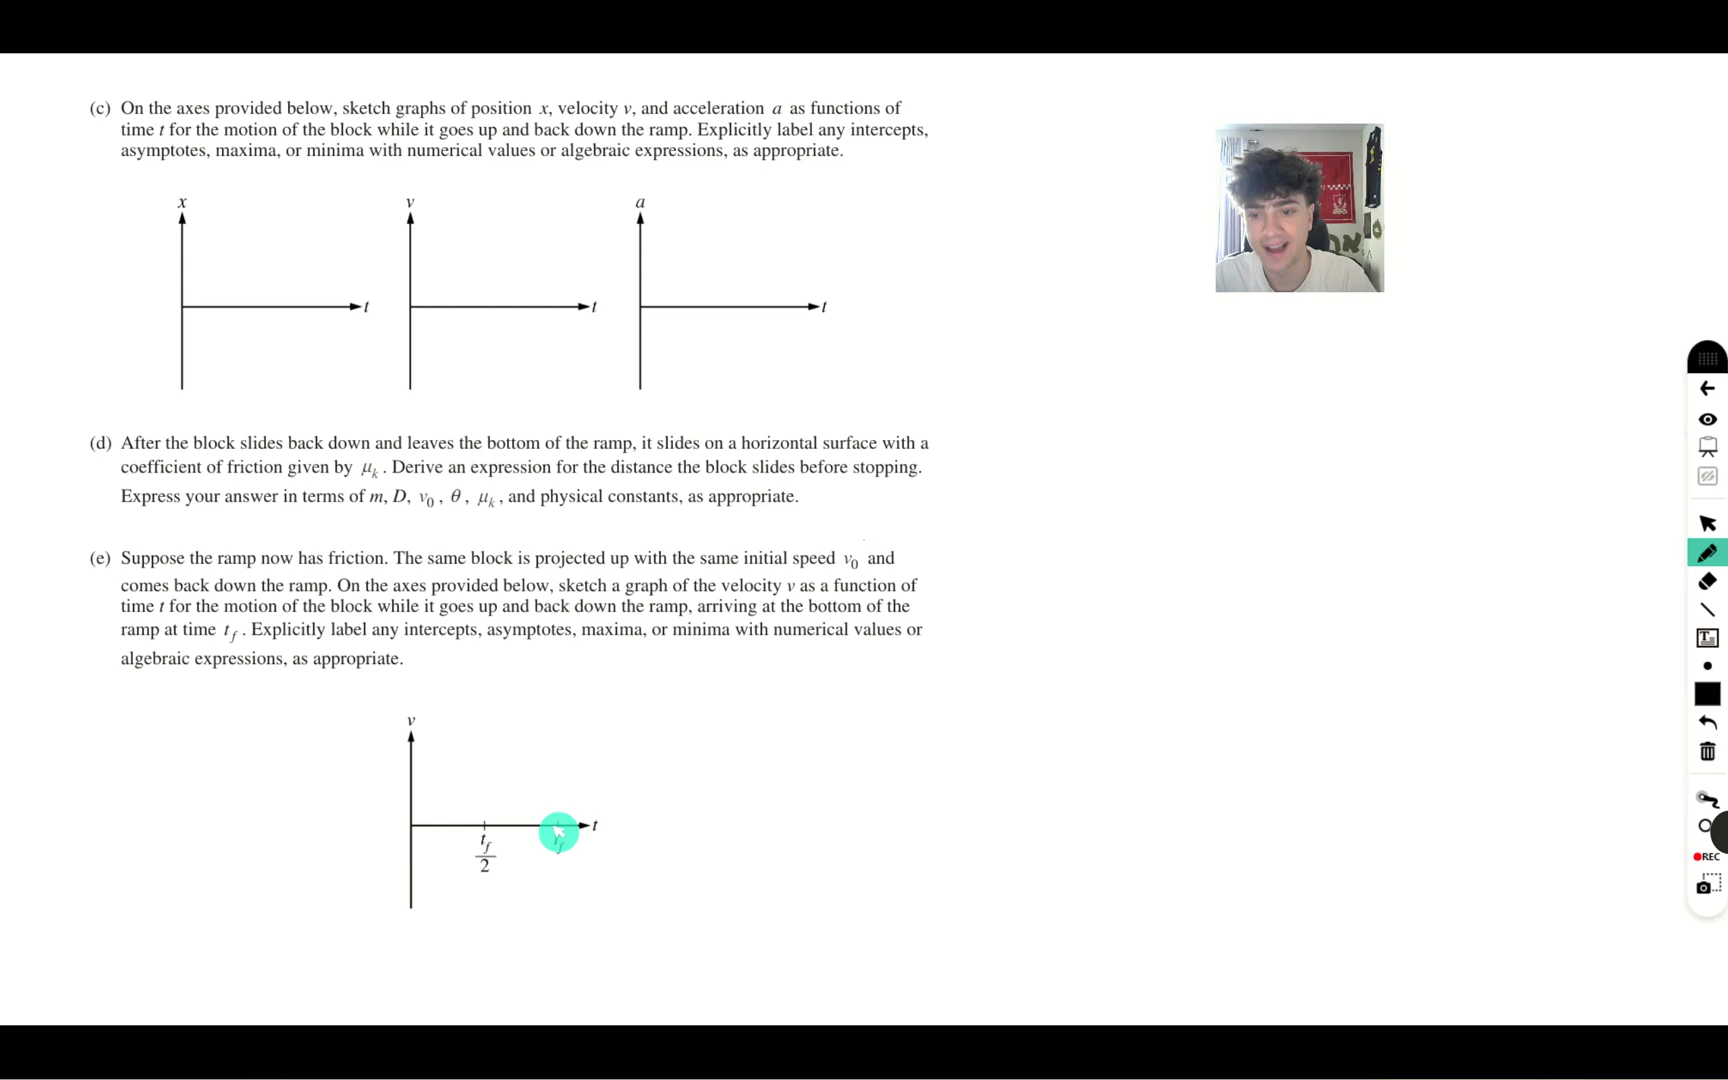 (c) On the axes provided below, sketch graphs of position x, velocity v, and acceleration a as functions of
time t for the motion of the block while it goes up and back down the ramp. Explicitly label any intercepts,
asymptotes, maxima, or minima with numerical values or algebraic expressions, as appropriate.
x v a
t t t
(d) After the block slides back down and leaves the bottom of the ramp, it slides on a horizontal surface with a
coefficient of friction given by μₖ. Derive an expression for the distance the block slides before stopping.
Express your answer in terms of m, D, v₀, θ, μₖ, and physical constants, as appropriate.
(e) Suppose the ramp now has friction. The same block is projected up with the same initial speed v₀ and
comes back down the ramp. On the axes provided below, sketch a graph of the velocity v as a function of
time t for the motion of the block while it goes up and back down the ramp, arriving at the bottom of the
ramp at time t_f. Explicitly label any intercepts, asymptotes, maxima, or minima with numerical values or
algebraic expressions, as appropriate.
v
t
t_f
2
REC